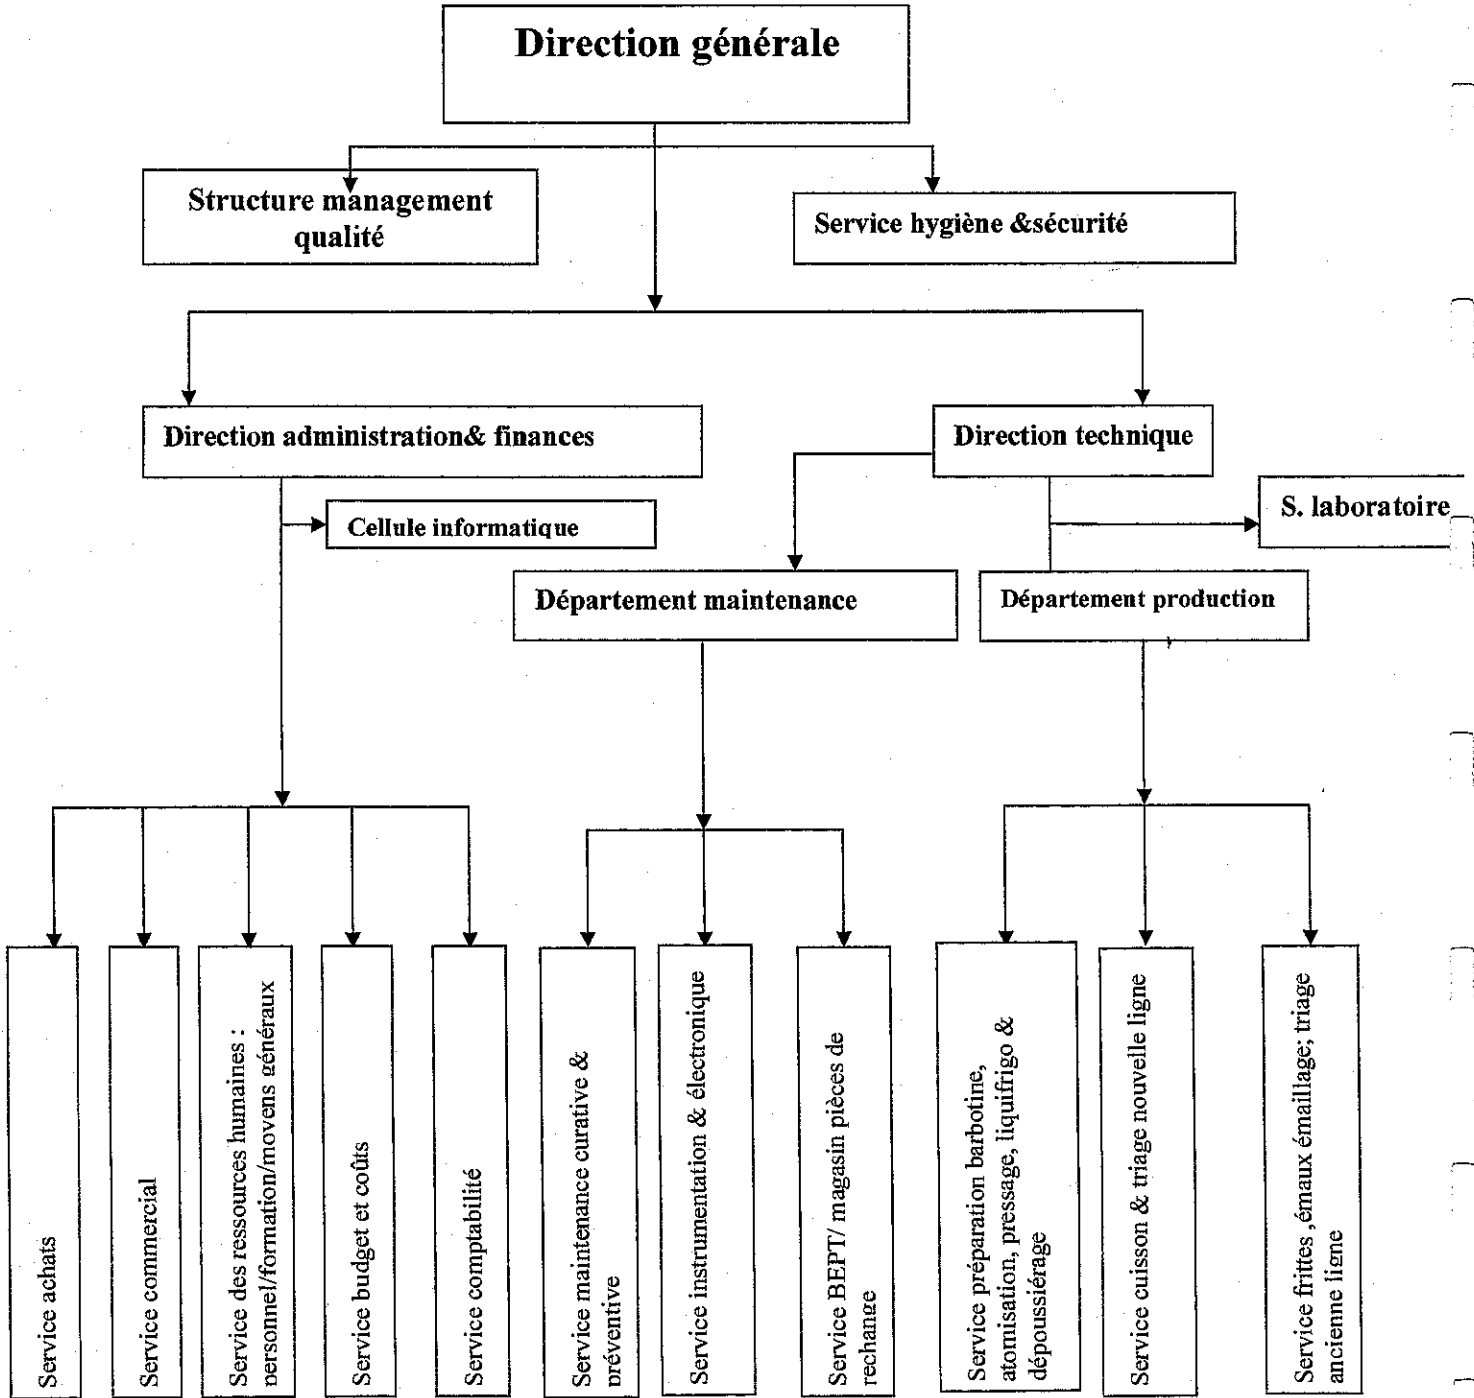 Direction générale
Structure management
qualité
Service hygiène &sécurité
Direction administration& finances
Direction technique
Cellule informatique
S. laboratoire
Département maintenance
Département production
Service achats
Service commercial
Service des ressources humaines :
personnel/formation/moyens généraux
Service budget et coûts
Service comptabilité
Service maintenance curative &
préventive
Service instrumentation & électronique
Service BEPT/ magasin pièces de
rechange
Service préparation barbotine,
atomisation, pressage, liquifrigo &
dépoussiérage
Service cuisson & triage nouvelle ligne
Service frittes ,émaux émaillage; triage
ancienne ligne